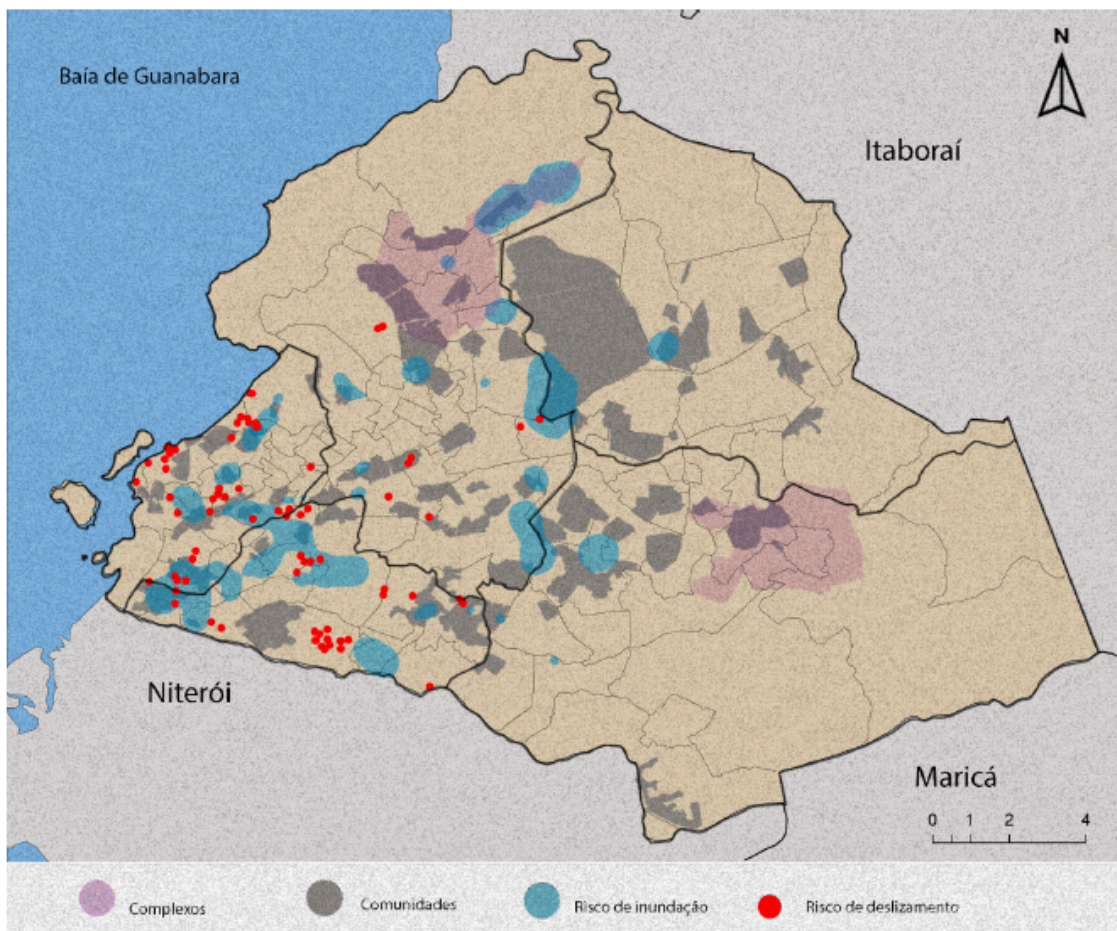 N
Baía de Guanabara
Itaboraí
Niterói
Maricá
0 1 2 4
Complexos
Comunidades
Risco de inundação
Risco de deslizamento